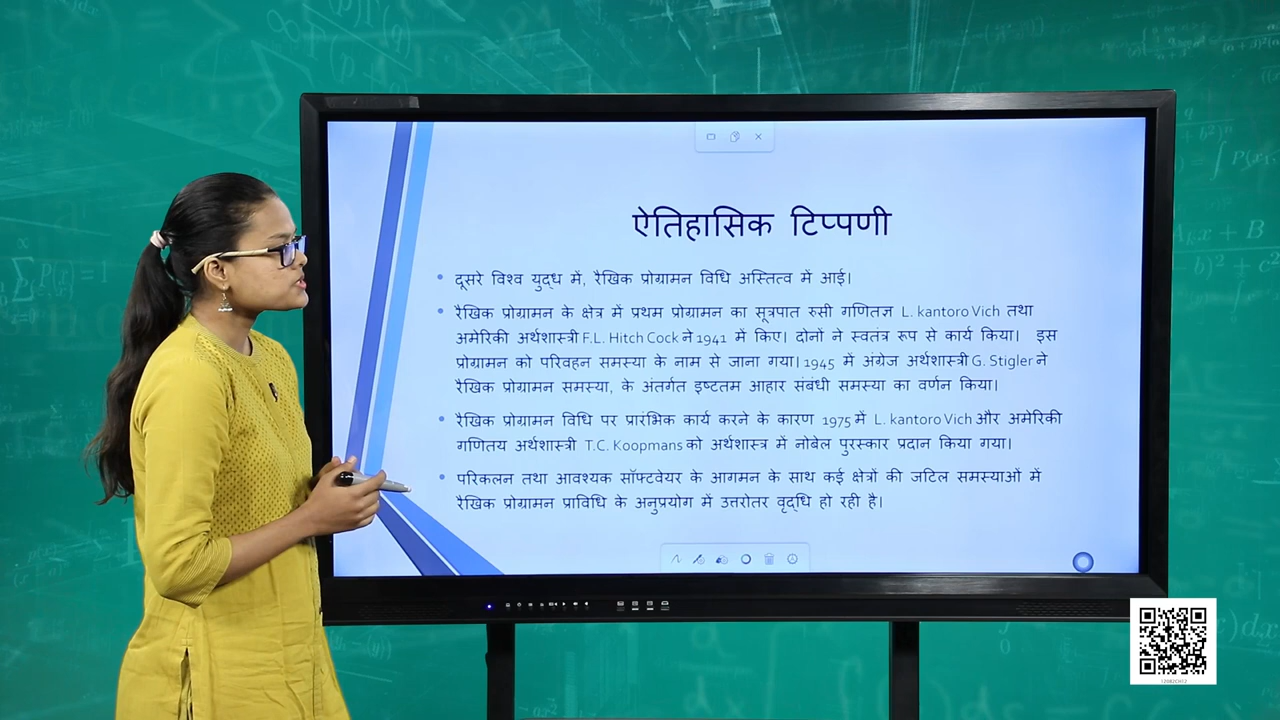 ऐतिहासिक टिप्पणी
• दूसरे विश्व युद्ध में, रैखिक प्रोग्रामन विधि अस्तित्व में आई।
• रैखिक प्रोग्रामन के क्षेत्र में प्रथम प्रोग्रामन का सूत्रपात रुसी गणितज्ञ L. kantoro Vich तथा
अमेरिकी अर्थशास्त्री F.L. Hitch Cock ने 1941 में किए। दोनों ने स्वतंत्र रूप से कार्य किया। इस
प्रोग्रामन को परिवहन समस्या के नाम से जाना गया। 1945 में अंग्रेज अर्थशास्त्री G. Stigler ने
रैखिक प्रोग्रामन समस्या, के अंतर्गत इष्टतम आहार संबंधी समस्या का वर्णन किया।
• रैखिक प्रोग्रामन विधि पर प्रारंभिक कार्य करने के कारण 1975 में L. kantoro Vich और अमेरिकी
गणितय अर्थशास्त्री T.C. Koopmans को अर्थशास्त्र में नोबेल पुरस्कार प्रदान किया गया।
• परिकलन तथा आवश्यक सॉफ्टवेयर के आगमन के साथ कई क्षेत्रों की जटिल समस्याओं में
रैखिक प्रोग्रामन प्राविधि के अनुप्रयोग में उत्तरोतर वृद्धि हो रही है।
12082CH12